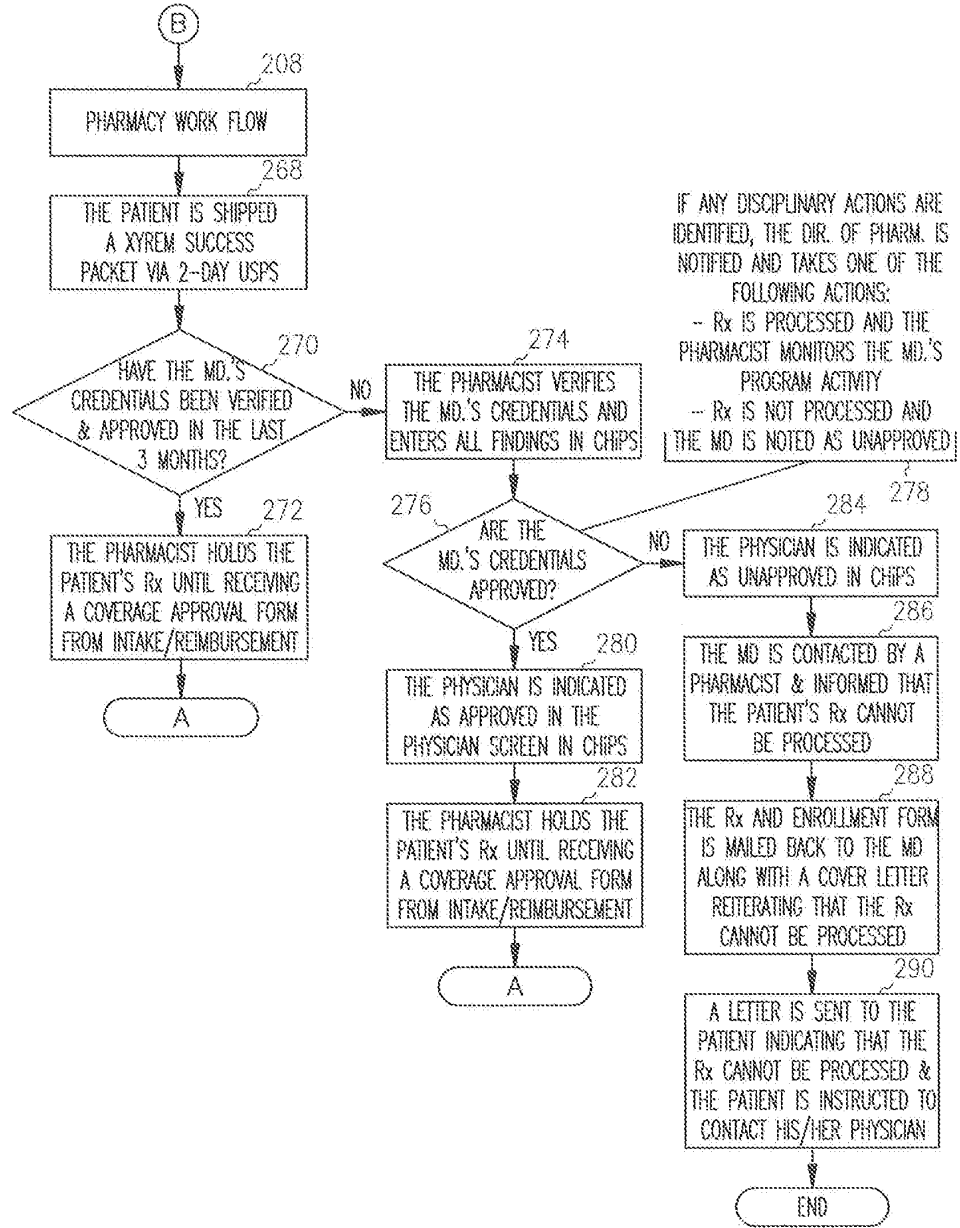 B
208
PHARMACY WORK FLOW
268
THE PATIENT IS SHIPPED
A XYREM SUCCESS
PACKET VIA 2-DAY USPS
270
HAVE THE MD.'S
CREDENTIALS BEEN VERIFIED
& APPROVED IN THE LAST
3 MONTHS?
NO
YES
272
THE PHARMACIST HOLDS THE
PATIENT'S Rx UNTIL RECEIVING
A COVERAGE APPROVAL FORM
FROM INTAKE/REIMBURSEMENT
A
274
THE PHARMACIST VERIFIES
THE MD.'S CREDENTIALS AND
ENTERS ALL FINDINGS IN CHiPS
276
ARE THE
MD.'S CREDENTIALS
APPROVED?
NO
YES
280
THE PHYSICIAN IS INDICATED
AS APPROVED IN THE
PHYSICIAN SCREEN IN CHiPS
282
THE PHARMACIST HOLDS THE
PATIENT'S Rx UNTIL RECEIVING
A COVERAGE APPROVAL FORM
FROM INTAKE/REIMBURSEMENT
A
IF ANY DISCIPLINARY ACTIONS ARE
IDENTIFIED, THE DIR. OF PHARM. IS
NOTIFIED AND TAKES ONE OF THE
FOLLOWING ACTIONS:
-- Rx IS PROCESSED AND THE
PHARMACIST MONITORS THE MD.'S
PROGRAM ACTIVITY
-- Rx IS NOT PROCESSED AND
THE MD IS NOTED AS UNAPPROVED
278
284
THE PHYSICIAN IS INDICATED
AS UNAPPROVED IN CHiPS
286
THE MD IS CONTACTED BY A
PHARMACIST & INFORMED THAT
THE PATIENT'S Rx CANNOT
BE PROCESSED
288
THE Rx AND ENROLLMENT FORM
IS MAILED BACK TO THE MD
ALONG WITH A COVER LETTER
REITERATING THAT THE Rx
CANNOT BE PROCESSED
290
A LETTER IS SENT TO THE
PATIENT INDICATING THAT THE
Rx CANNOT BE PROCESSED &
THE PATIENT IS INSTRUCTED TO
CONTACT HIS/HER PHYSICIAN
END